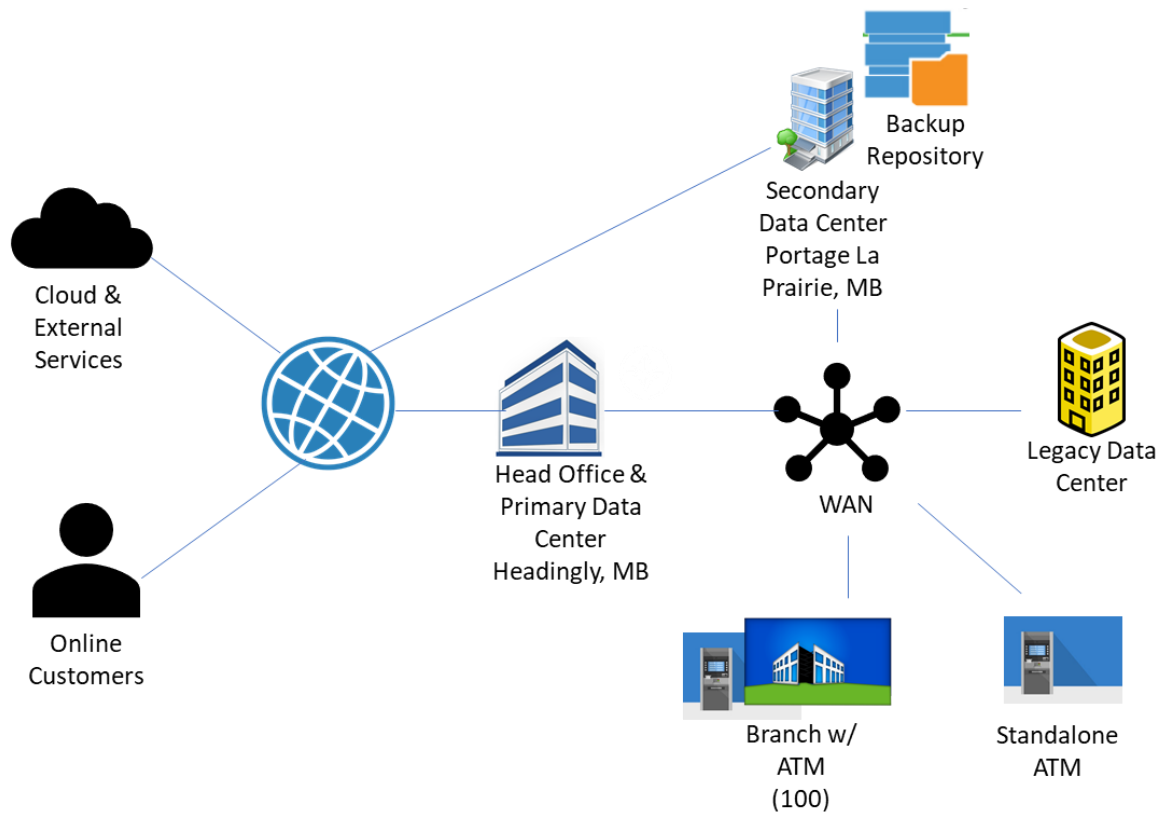 Backup
Repository
Secondary
Data Center
Portage La
Prairie, MB
Cloud &
External
Services
Head Office &
Primary Data
Center
Headingly, MB
WAN
Legacy Data
Center
Online
Customers
Branch w/
ATM
(100)
Standalone
ATM